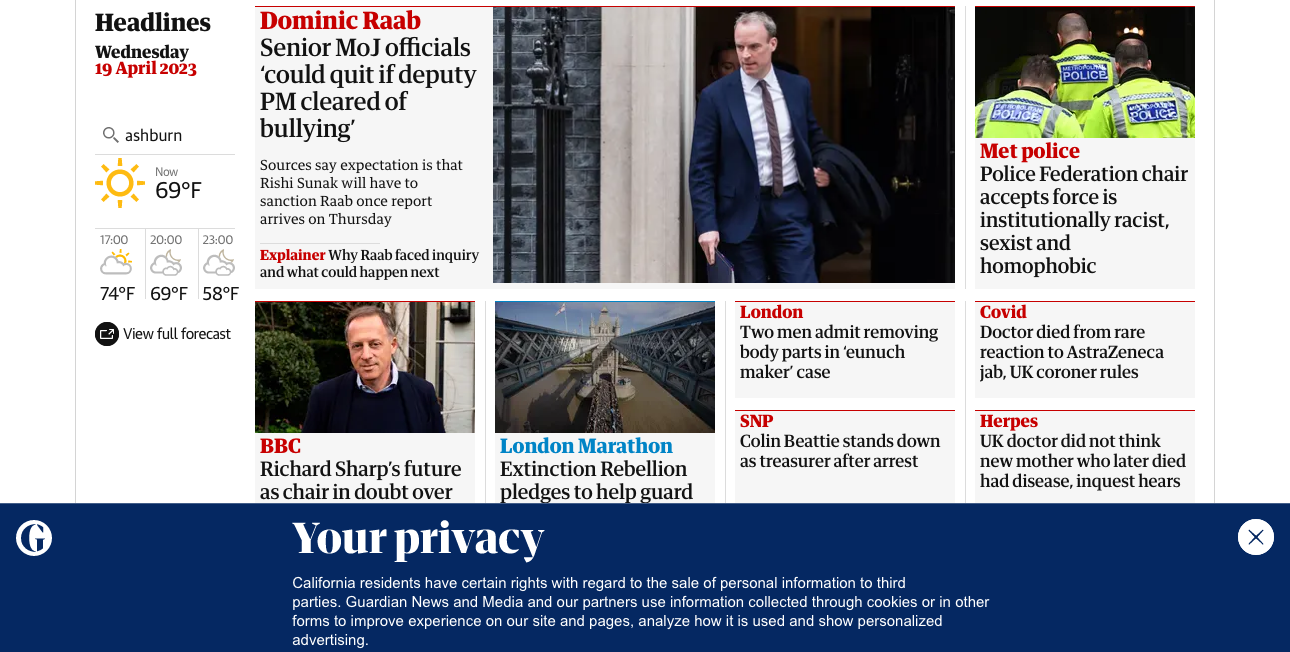 Headlines
Wednesday
19 April 2023
ashburn
Now
69°F
17:00 20:00 23:00
74°F 69°F 58°F
View full forecast
Dominic Raab
Senior MoJ officials
‘could quit if deputy
PM cleared of
bullying’
Sources say expectation is that
Rishi Sunak will have to
sanction Raab once report
arrives on Thursday
Explainer Why Raab faced inquiry
and what could happen next
METROPOLITAN
POLICE
POLICE
METROPOLITAN
POLICE
Met police
Police Federation chair
accepts force is
institutionally racist,
sexist and
homophobic
BBC
Richard Sharp’s future
as chair in doubt over
London Marathon
Extinction Rebellion
pledges to help guard
London
Two men admit removing
body parts in ‘eunuch
maker’ case
SNP
Colin Beattie stands down
as treasurer after arrest
Covid
Doctor died from rare
reaction to AstraZeneca
jab, UK coroner rules
Herpes
UK doctor did not think
new mother who later died
had disease, inquest hears
G
Your privacy
California residents have certain rights with regard to the sale of personal information to third
parties. Guardian News and Media and our partners use information collected through cookies or in other
forms to improve experience on our site and pages, analyze how it is used and show personalized
advertising.